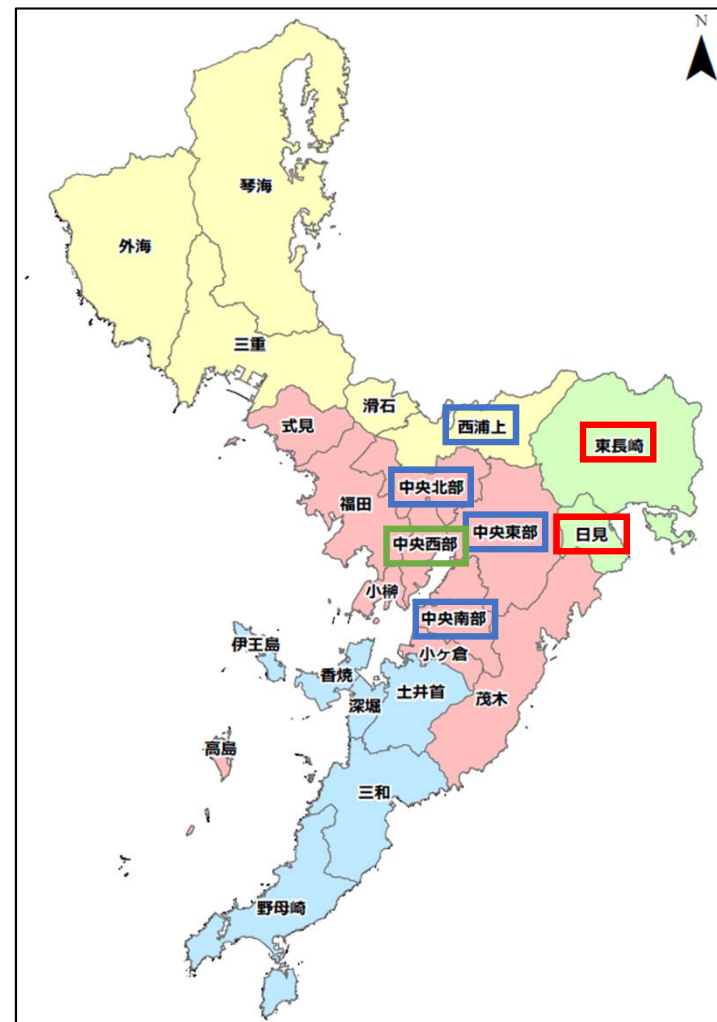 N
琴海
外海
三重
滑石
西浦上
式見
東長崎
中央北部
福田
中央東部
日見
中央西部
小榊
中央南部
伊王島
小ヶ倉
香焼
土井首
茂木
深堀
高島
三和
野母崎